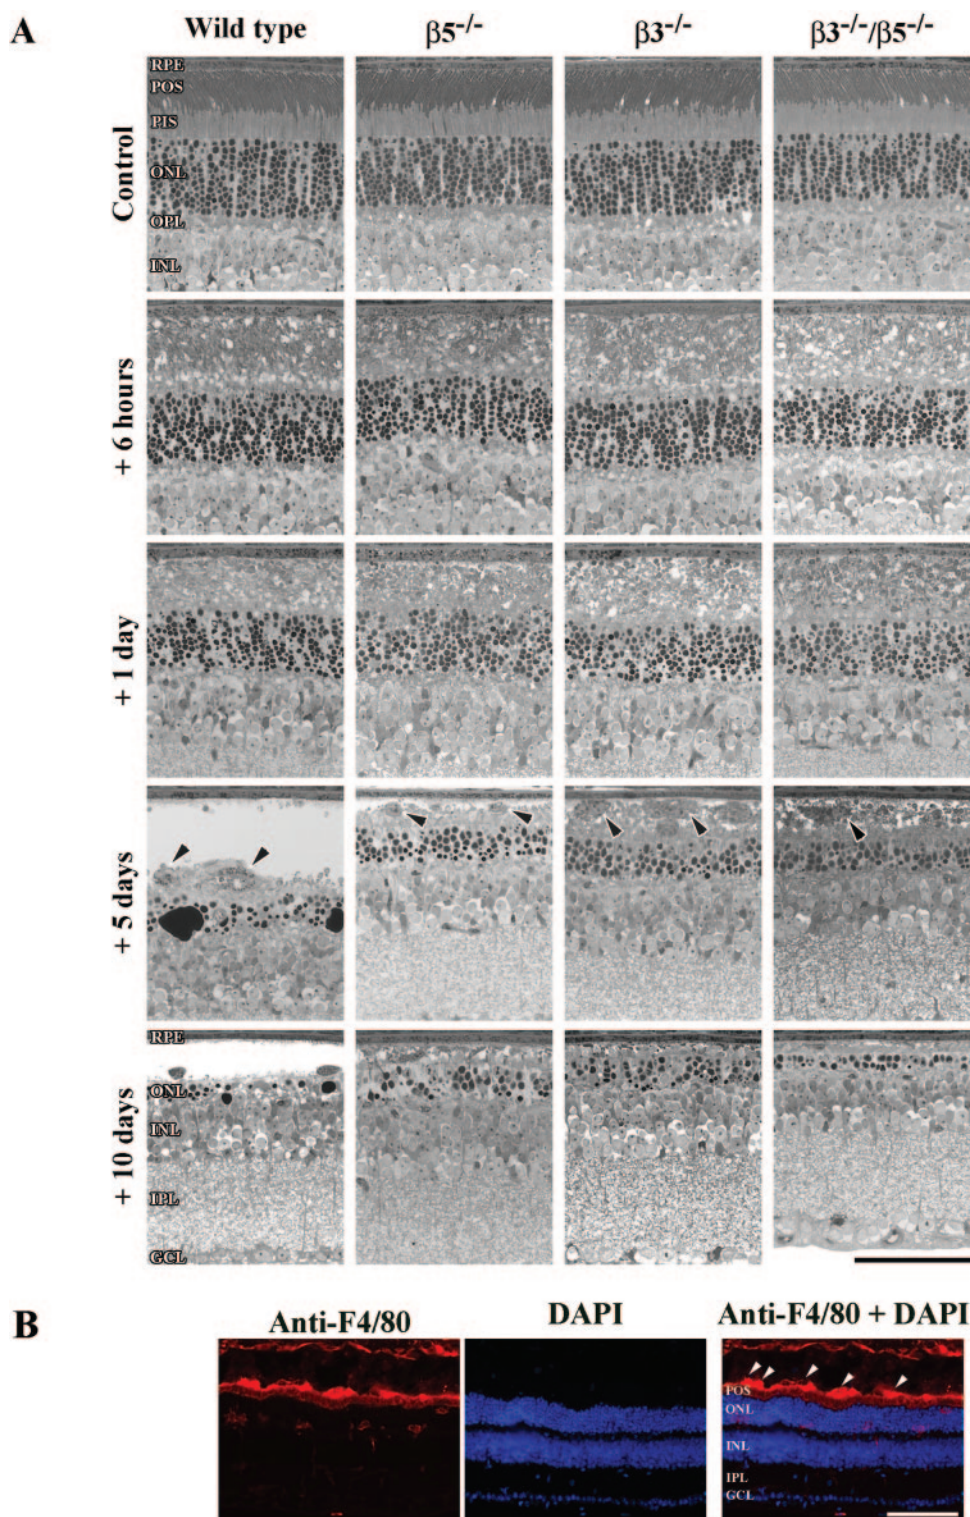 A
Wild type β5-/- β3-/- β3-/-/β5-/-
Control
RPE
POS
PIS
ONL
OPL
INL
+ 6 hours
+ 1 day
+ 5 days
+ 10 days
RPE
ONL
INL
IPL
GCL
B
Anti-F4/80 DAPI Anti-F4/80 + DAPI
POS
ONL
INL
IPL
GCL